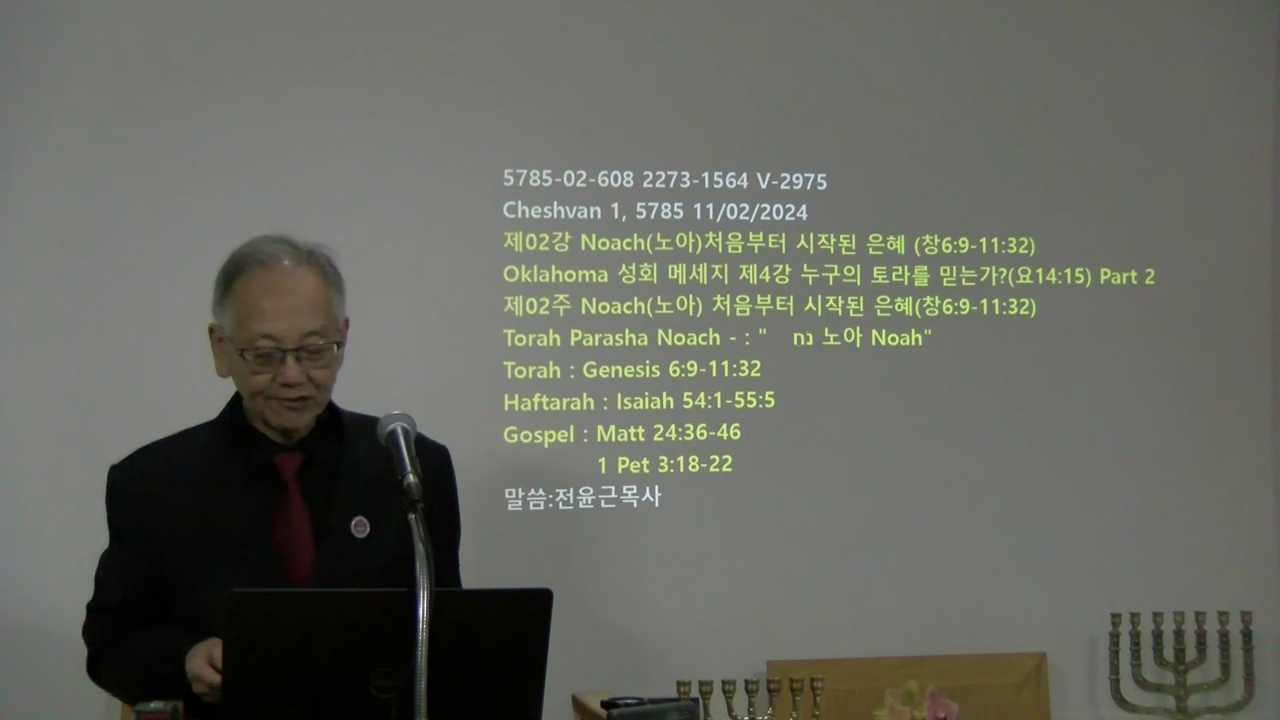 5785-02-608 2273-1564 V-2975
Cheshvan 1, 5785 11/02/2024
제02강 Noach(노아)처음부터 시작된 은혜 (창6:9-11:32)
Oklahoma 성회 메세지 제4강 누구의 토라를 믿는가?(요14:15) Part 2
제02주 Noach(노아) 처음부터 시작된 은혜(창6:9-11:32)
Torah Parasha Noach - : " נֹח 노아 Noah"
Torah : Genesis 6:9-11:32
Haftarah : Isaiah 54:1-55:5
Gospel : Matt 24:36-46
1 Pet 3:18-22
말씀:전윤근목사